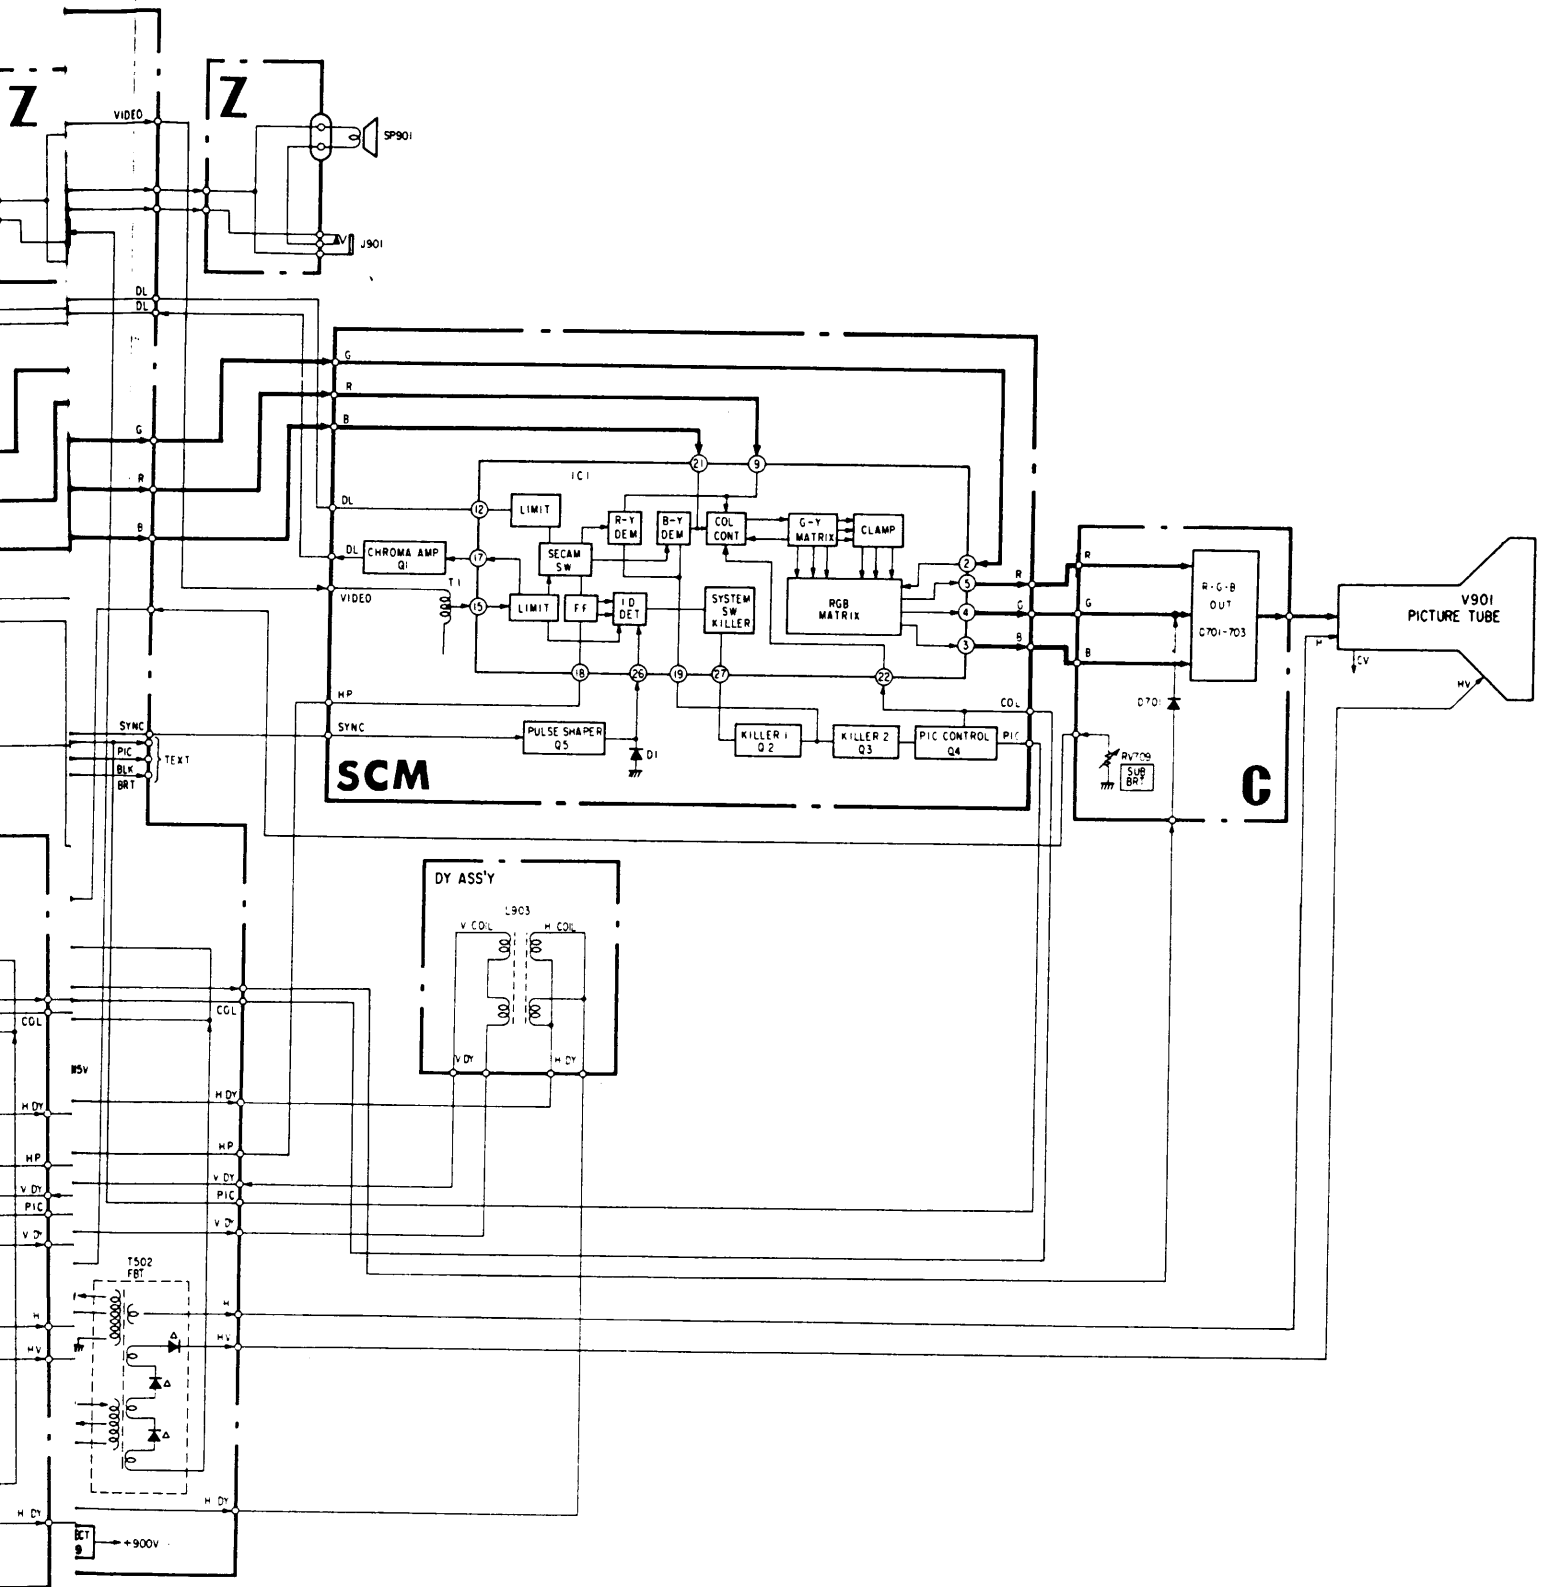 Z
Z
VIDEO
SP901
J901
DL
DL
G
R
B
G
R
B
IC1
21
9
DL
12
LIMIT
R-Y
DEM
B-Y
DEM
COL
CONT
G-Y
MATRIX
CLAMP
DL
CHROMA AMP
Q1
17
SECAM
SW
2
5
R
VIDEO
T1
15
LIMIT
FF
ID
DET
SYSTEM
SW
KILLER
RGB
MATRIX
4
G
3
B
18
26
19
27
22
HP
COL
SYNC
PULSE SHAPER
Q5
D1
KILLER 1
Q2
KILLER 2
Q3
PIC CONTROL
Q4
PIC
SCM
R
G
B
R-G-B
OUT
Q701-703
D701
RV709
SUB
BRT
C
V901
PICTURE TUBE
H
CV
HV
SYNC
PIC
BLK
BRT
TEXT
DY ASS'Y
L903
V COIL
H COIL
V DY
H DY
COL
COL
115V
H DY
H DY
HP
HP
V DY
V DY
PIC
PIC
V DY
V DY
T502
FBT
H
H
HV
HV
H DY
H DY
+900V